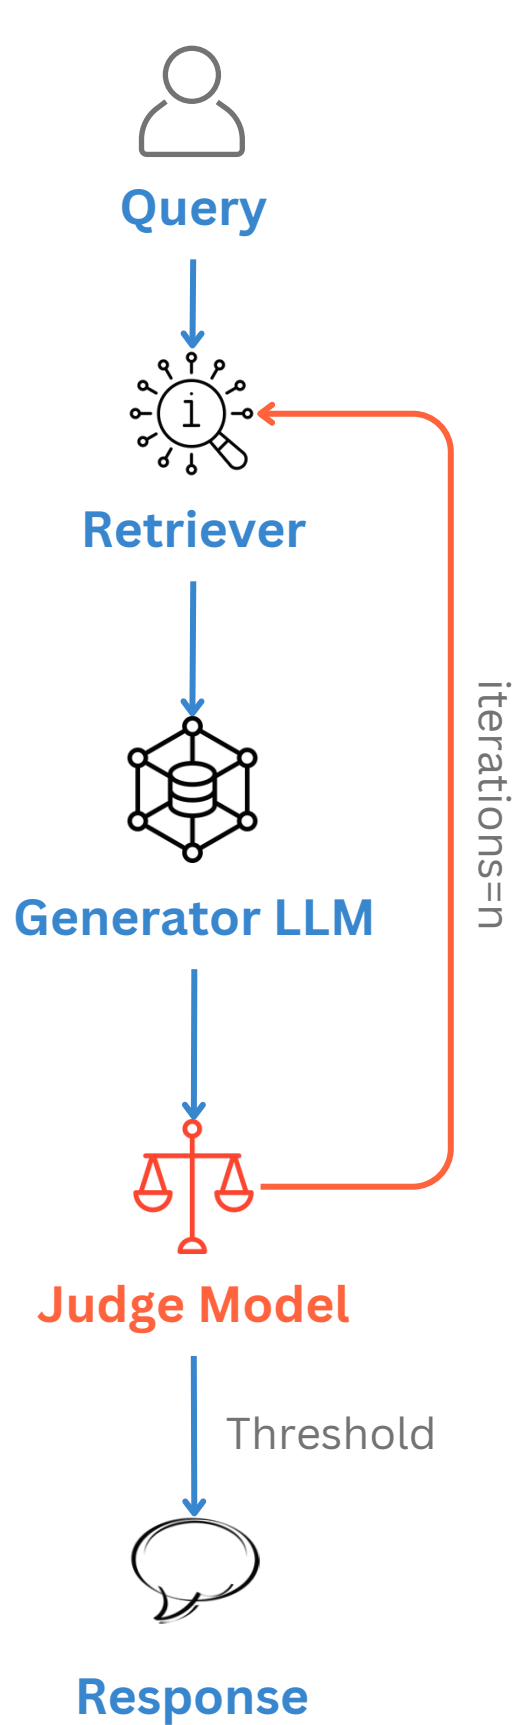 Query
i
Retriever
iterations=n
Generator LLM
Judge Model
Threshold
Response